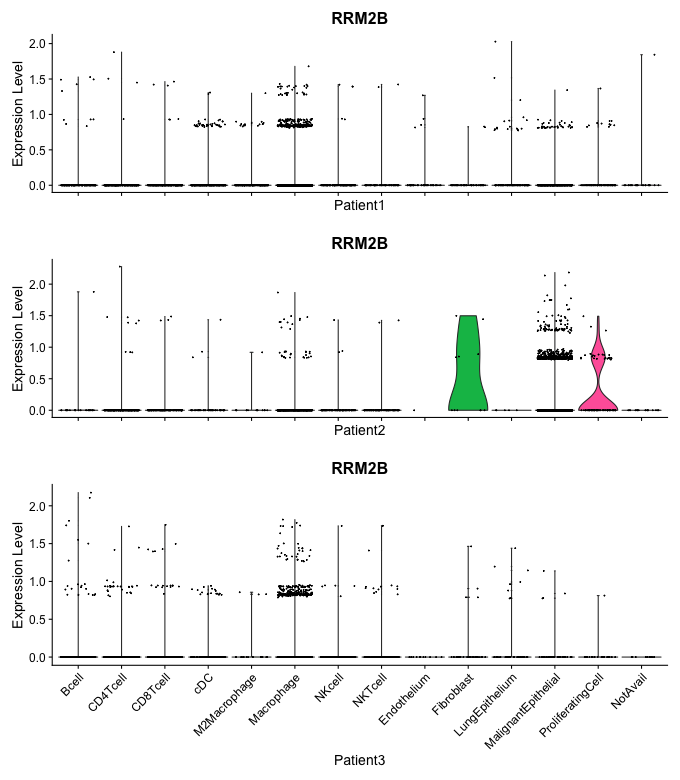 RRM2B
2.0
1.5
1.0
0.5
0.0
Expression Level
Patient1
RRM2B
2.0
1.5
1.0
0.5
0.0
Expression Level
Patient2
RRM2B
2.0
1.5
1.0
0.5
0.0
Expression Level
Bcell
CD4Tcell
CD8Tcell
cDC
M2Macrophage
Macrophage
NKcell
NKTcell
Endothelium
Fibroblast
LungEpithelium
MalignantEpithelial
ProliferatingCell
NotAvail
Patient3